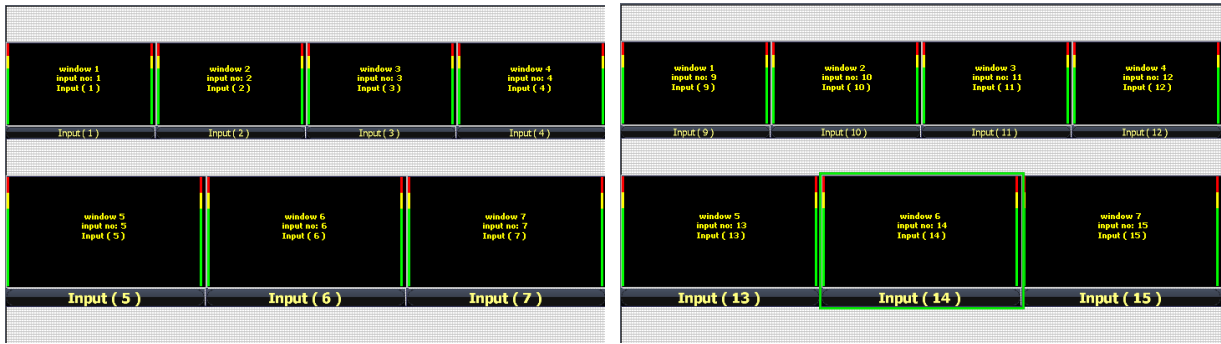 window 1
input no: 1
Input ( 1 )
window 2
input no: 2
Input ( 2 )
window 3
input no: 3
Input ( 3 )
window 4
input no: 4
Input ( 4 )
Input ( 1 )
Input ( 2 )
Input ( 3 )
Input ( 4 )
window 5
input no: 5
Input ( 5 )
window 6
input no: 6
Input ( 6 )
window 7
input no: 7
Input ( 7 )
Input ( 5 )
Input ( 6 )
Input ( 7 )
window 1
input no: 9
Input ( 9 )
window 2
input no: 10
Input ( 10 )
window 3
input no: 11
Input ( 11 )
window 4
input no: 12
Input ( 12 )
Input ( 9 )
Input ( 10 )
Input ( 11 )
Input ( 12 )
window 5
input no: 13
Input ( 13 )
window 6
input no: 14
Input ( 14 )
window 7
input no: 15
Input ( 15 )
Input ( 13 )
Input ( 14 )
Input ( 15 )